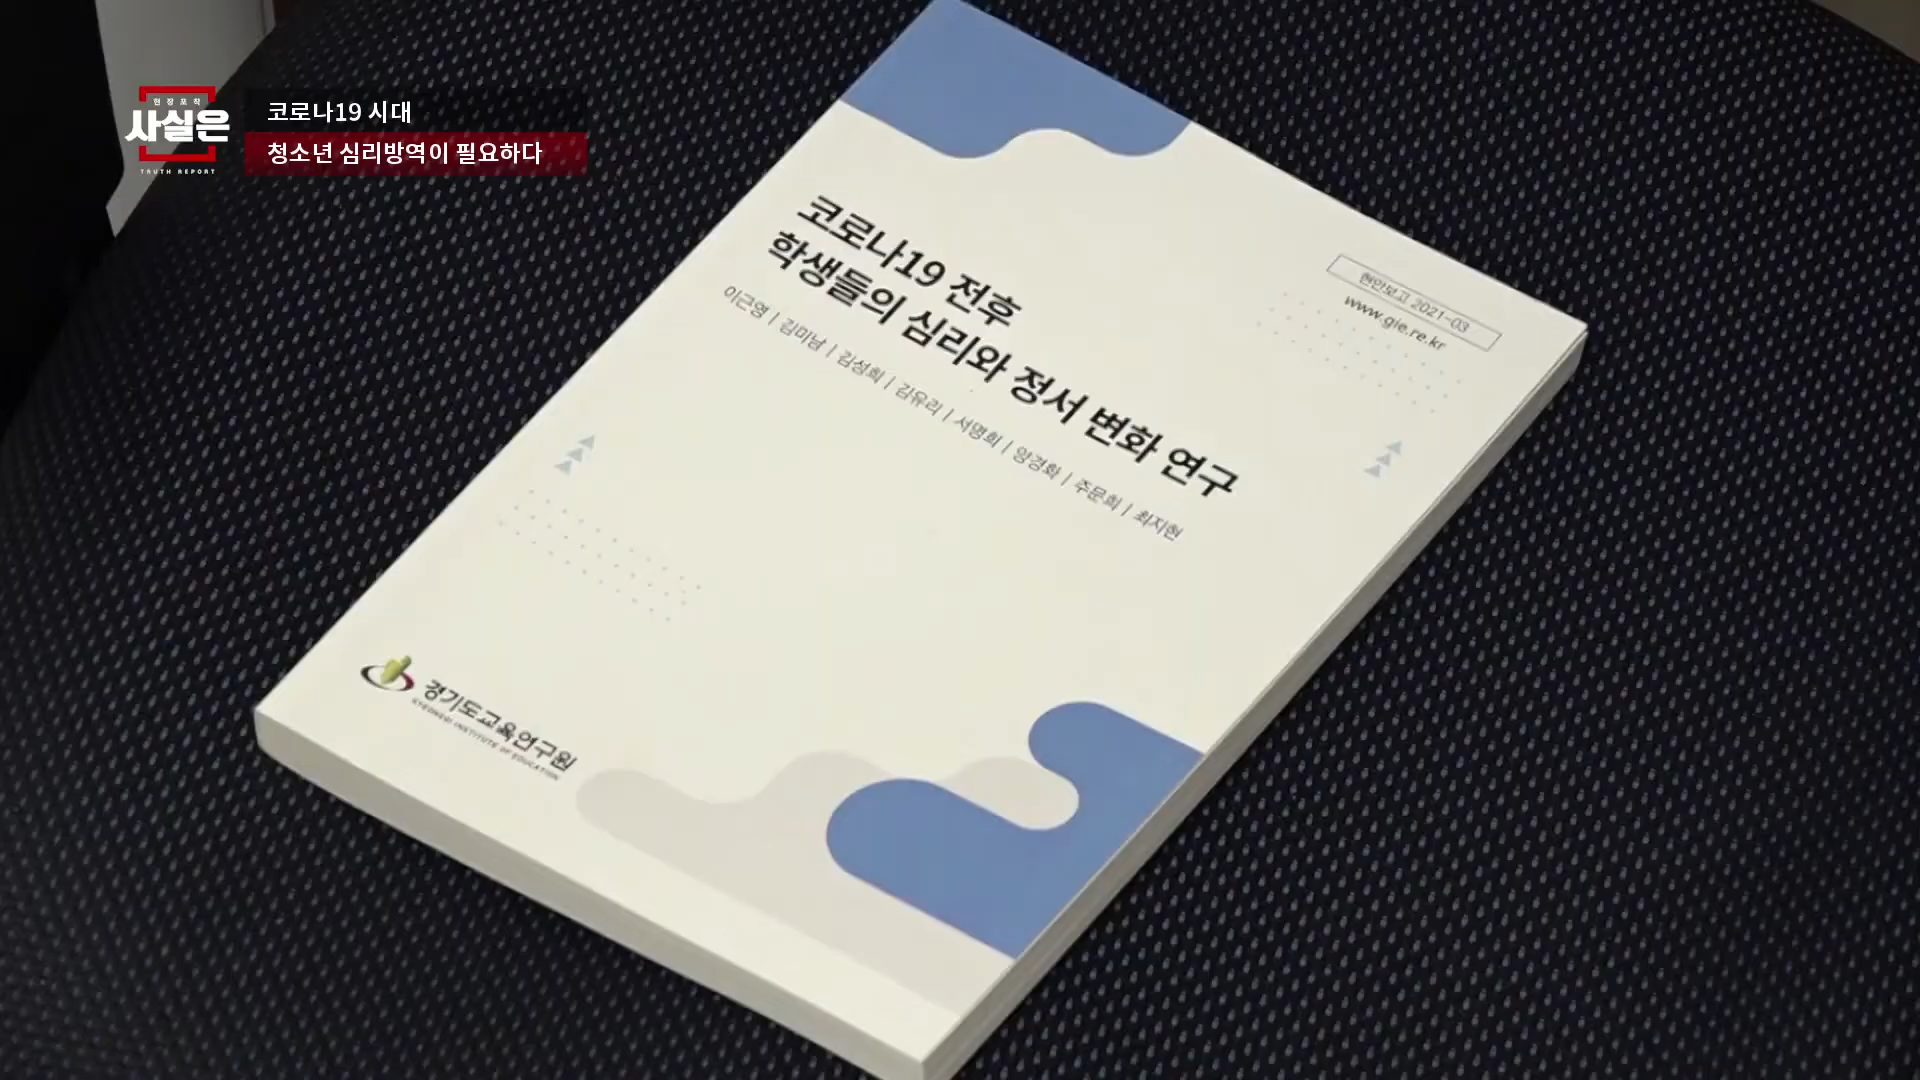 현장포착
사실은
TRUTH REPORT
코로나19 시대
청소년 심리방역이 필요하다
현안보고 2021-03
www.gie.re.kr
코로나19 전후
학생들의 심리와 정서 변화 연구
이근영 | 김미남 | 김성희 | 김유리 | 서명희 | 양경화 | 주문희 | 최지현
경기도교육연구원
GYEONGGI INSTITUTE OF EDUCATION